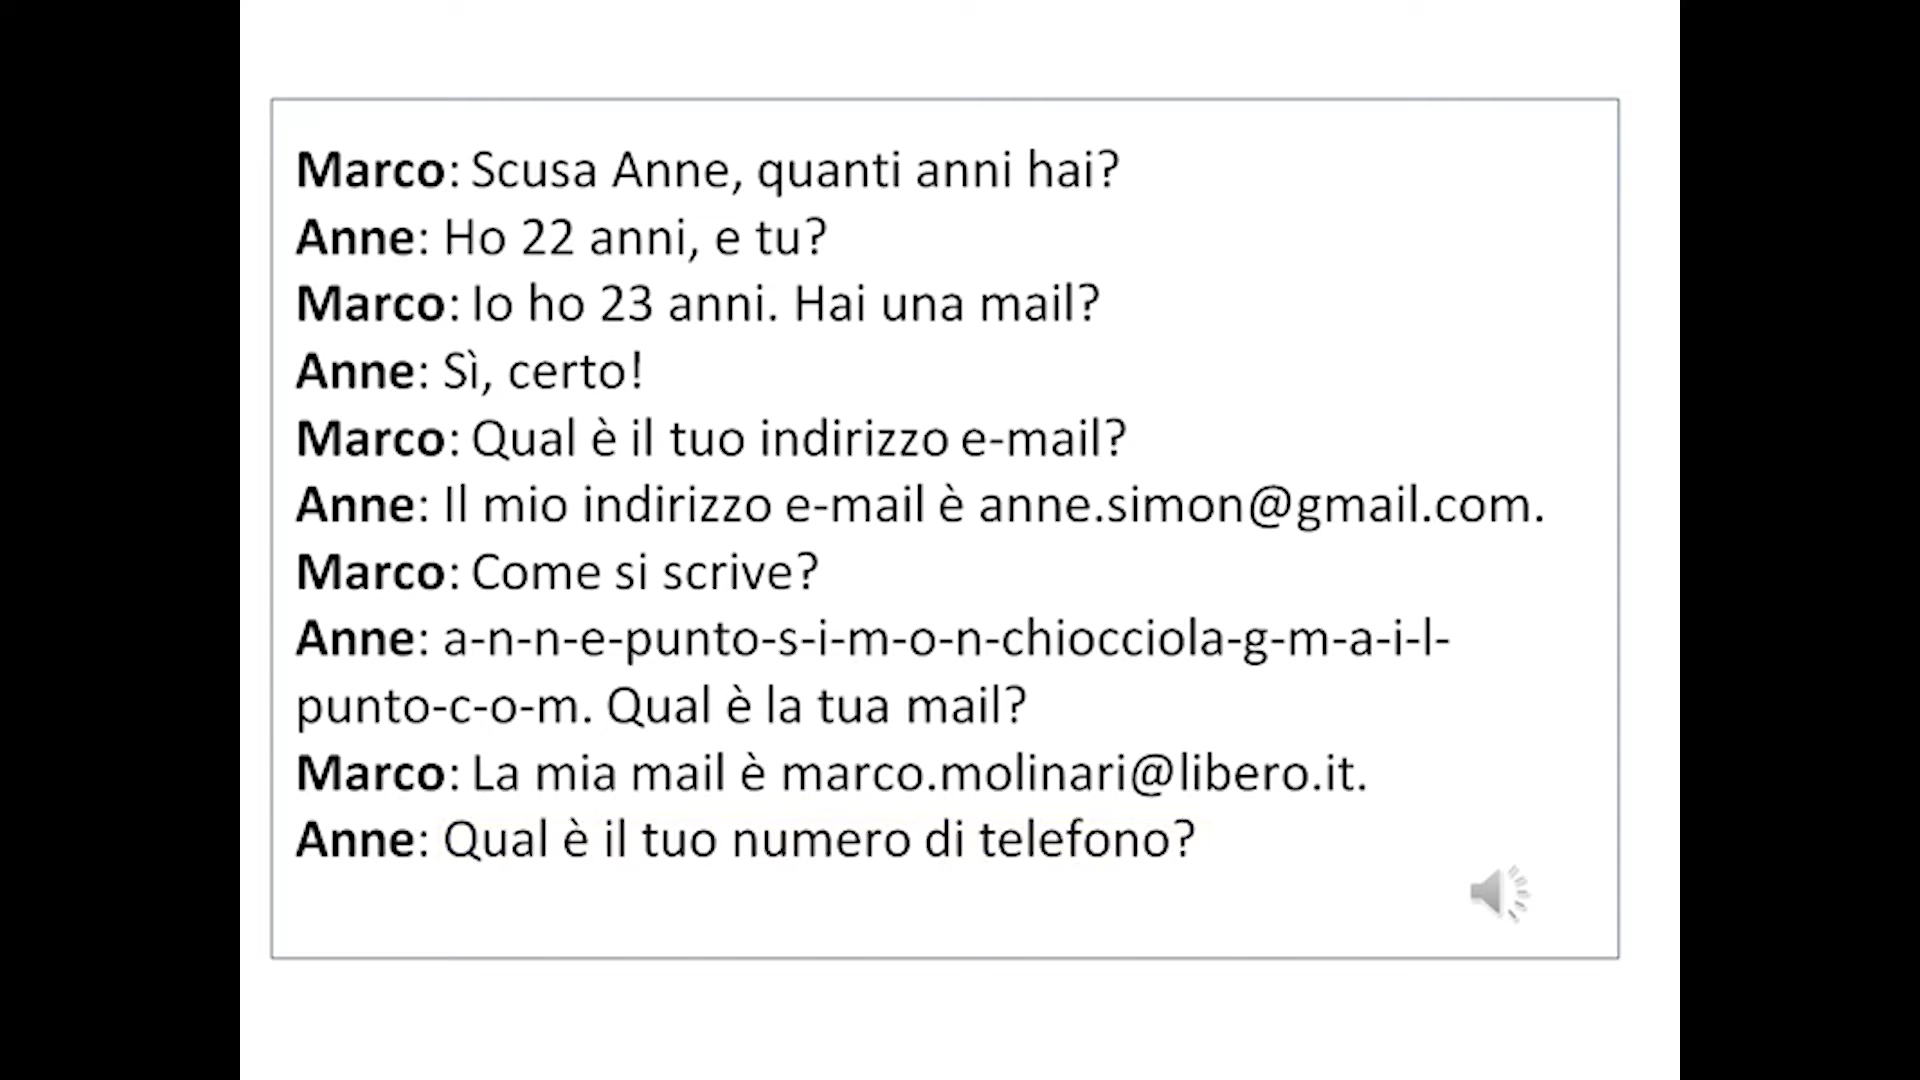 Marco: Scusa Anne, quanti anni hai?
Anne: Ho 22 anni, e tu?
Marco: Io ho 23 anni. Hai una mail?
Anne: Sì, certo!
Marco: Qual è il tuo indirizzo e-mail?
Anne: Il mio indirizzo e-mail è anne.simon@gmail.com.
Marco: Come si scrive?
Anne: a-n-n-e-punto-s-i-m-o-n-chiocciola-g-m-a-i-l-
punto-c-o-m. Qual è la tua mail?
Marco: La mia mail è marco.molinari@libero.it.
Anne: Qual è il tuo numero di telefono?